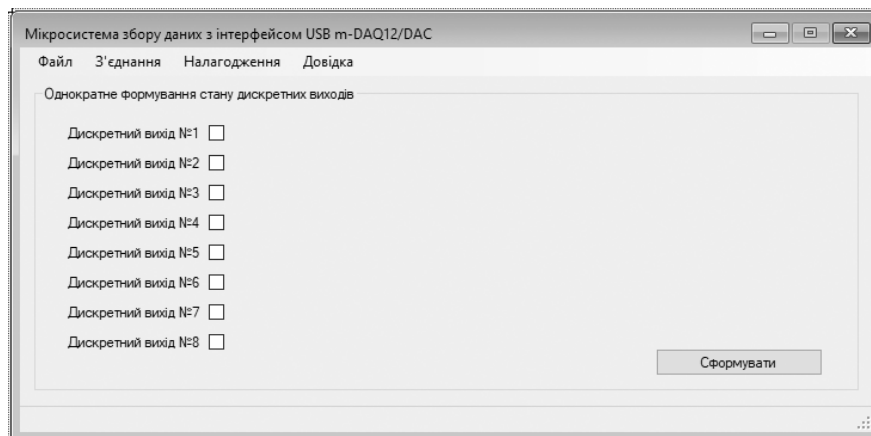 Мікросистема збору даних з інтерфейсом USB m-DAQ12/DAC
Файл З'єднання Налагодження Довідка
Однократне формування стану дискретних виходів
Дискретний вихід №1
Дискретний вихід №2
Дискретний вихід №3
Дискретний вихід №4
Дискретний вихід №5
Дискретний вихід №6
Дискретний вихід №7
Дискретний вихід №8
Сформувати